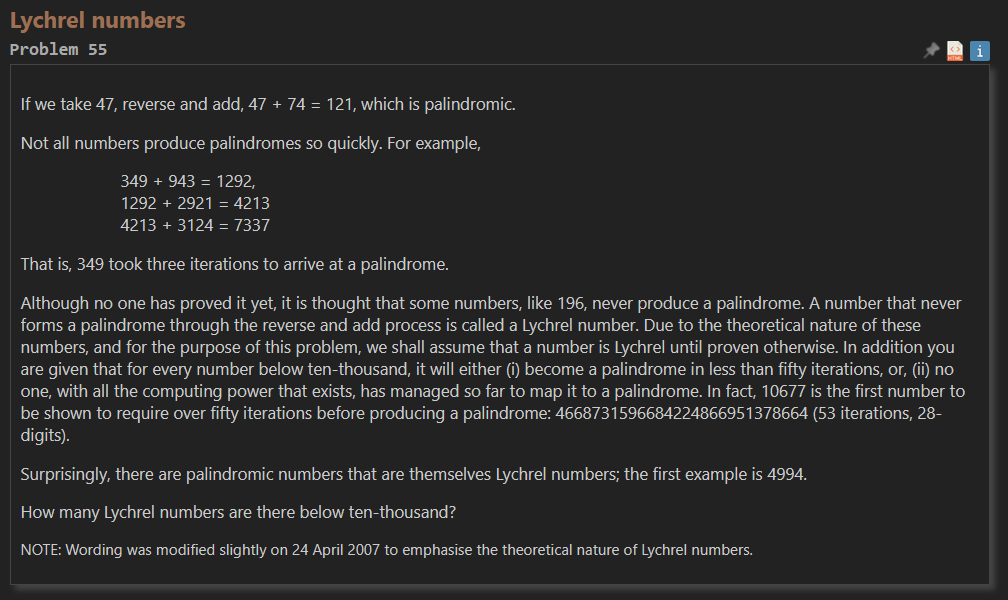 Lychrel numbers
Problem 55
HTML
i
If we take 47, reverse and add, 47 + 74 = 121, which is palindromic.
Not all numbers produce palindromes so quickly. For example,
349 + 943 = 1292,
1292 + 2921 = 4213
4213 + 3124 = 7337
That is, 349 took three iterations to arrive at a palindrome.
Although no one has proved it yet, it is thought that some numbers, like 196, never produce a palindrome. A number that never
forms a palindrome through the reverse and add process is called a Lychrel number. Due to the theoretical nature of these
numbers, and for the purpose of this problem, we shall assume that a number is Lychrel until proven otherwise. In addition you
are given that for every number below ten-thousand, it will either (i) become a palindrome in less than fifty iterations, or, (ii) no
one, with all the computing power that exists, has managed so far to map it to a palindrome. In fact, 10677 is the first number to
be shown to require over fifty iterations before producing a palindrome: 4668731596684224866951378664 (53 iterations, 28-
digits).
Surprisingly, there are palindromic numbers that are themselves Lychrel numbers; the first example is 4994.
How many Lychrel numbers are there below ten-thousand?
NOTE: Wording was modified slightly on 24 April 2007 to emphasise the theoretical nature of Lychrel numbers.